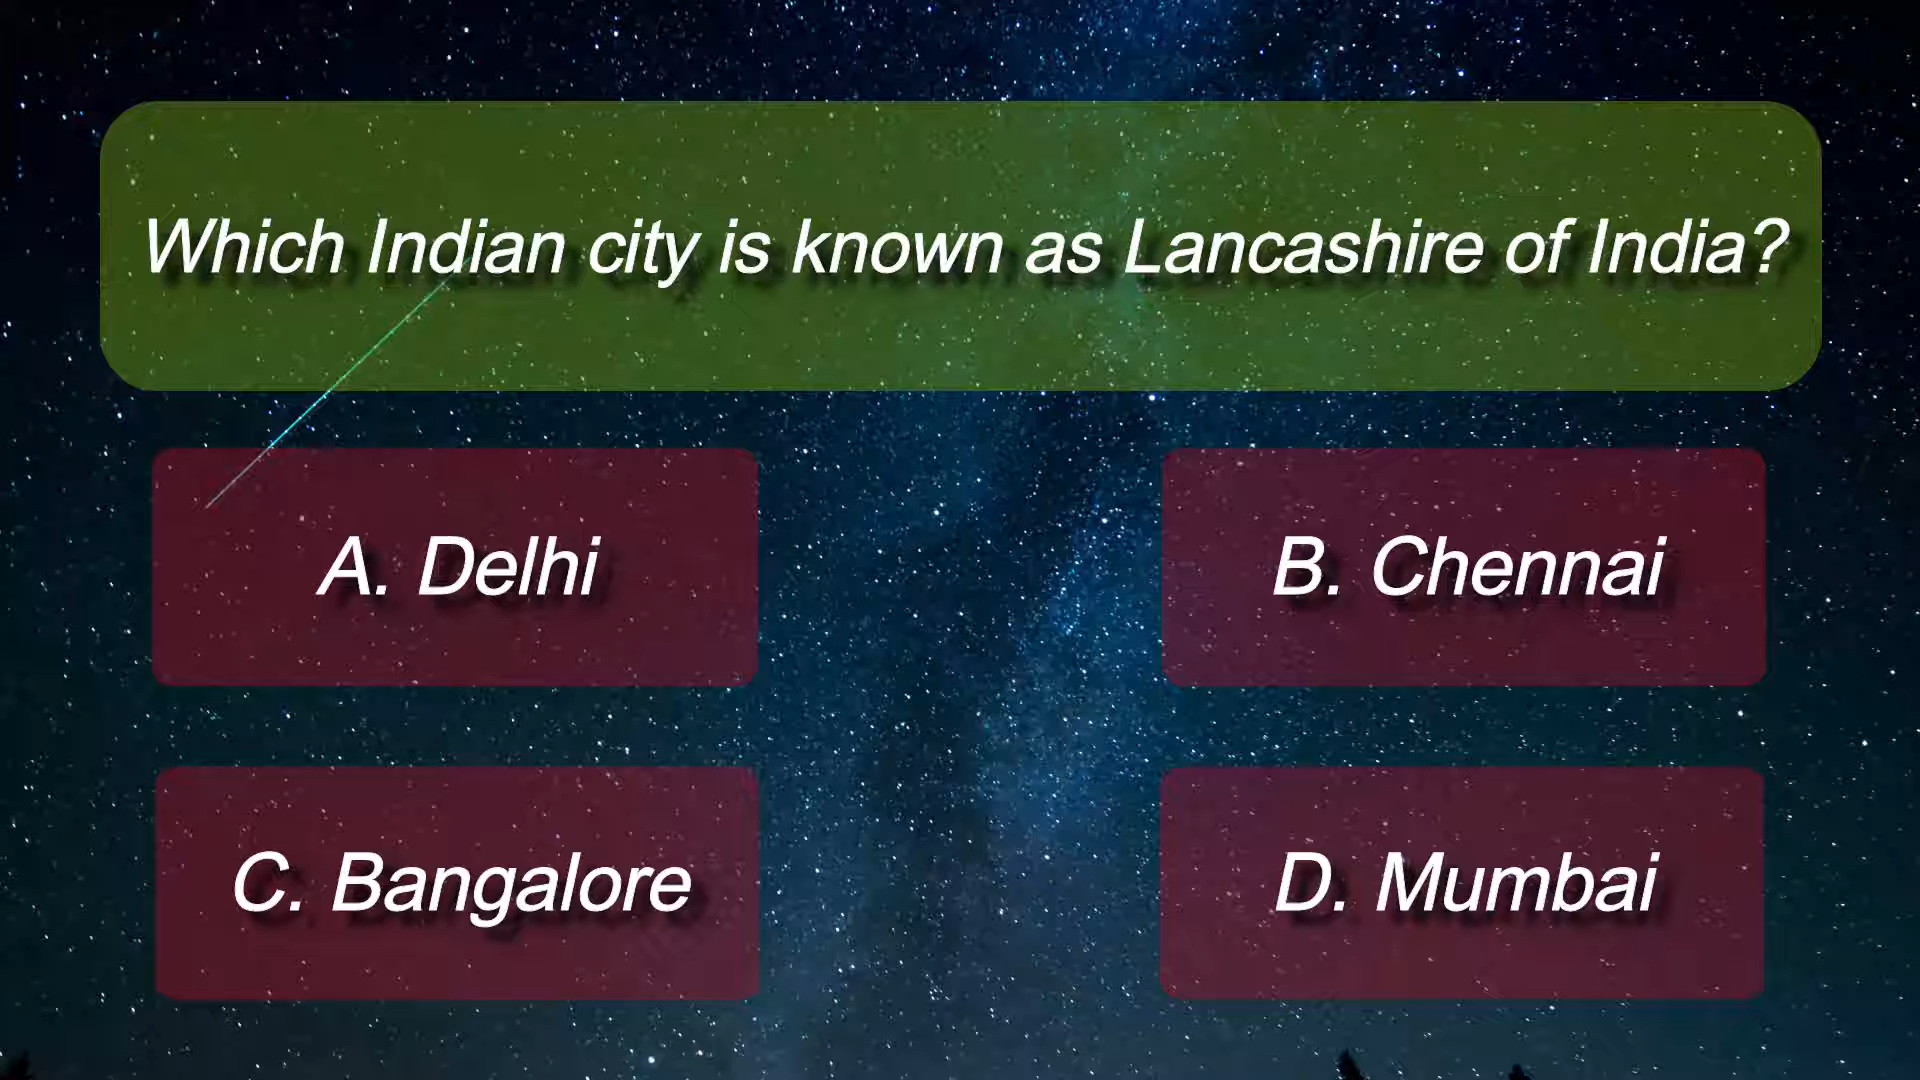 Which Indian city is known as Lancashire of India?
A. Delhi
B. Chennai
C. Bangalore
D. Mumbai